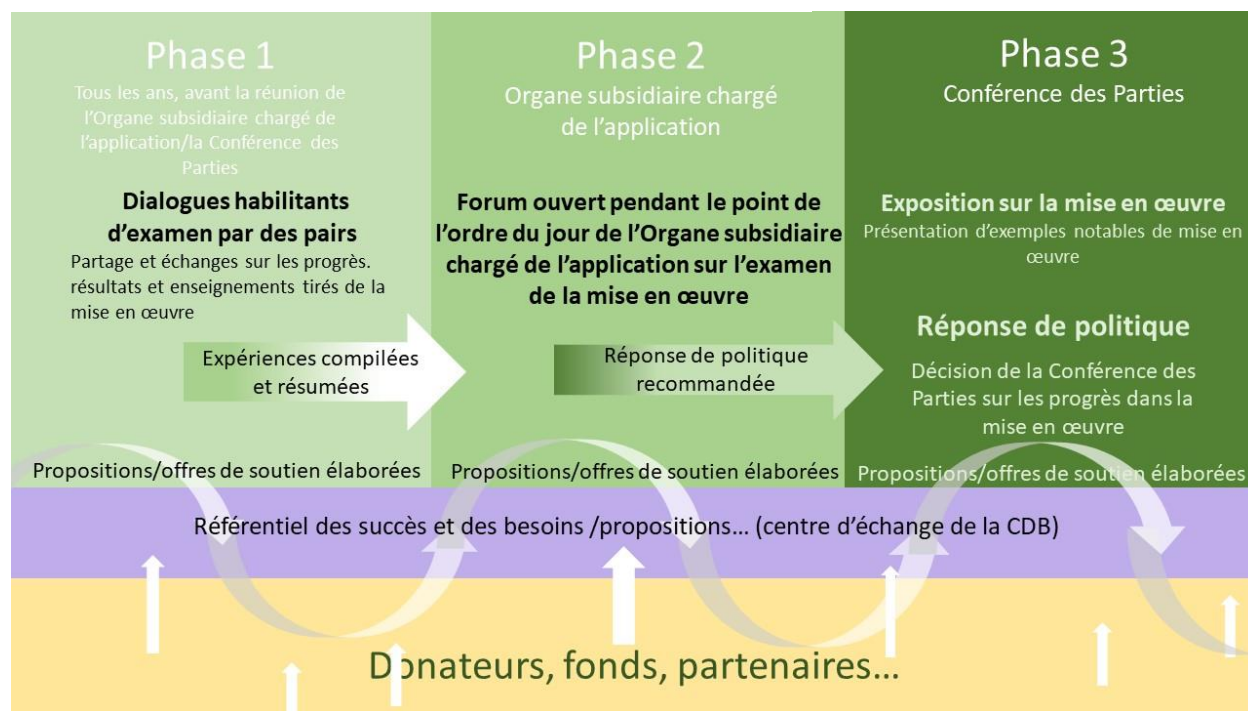 Phase 1
Tous les ans, avant la réunion de
l'Organe subsidiaire chargé de
l'application/la Conférence des
Parties
Dialogues habilitants
d'examen par des pairs
Partage et échanges sur les progrès.
résultats et enseignements tirés de la
mise en œuvre
Expériences compilées
et résumées
Propositions/offres de soutien élaborées
Phase 2
Organe subsidiaire chargé
de l'application
Forum ouvert pendant le point de
l'ordre du jour de l'Organe subsidiaire
chargé de l'application sur l'examen
de la mise en œuvre
Réponse de politique
recommandée
Propositions/offres de soutien élaborées
Phase 3
Conférence des Parties
Exposition sur la mise en œuvre
Présentation d'exemples notables de mise en
œuvre
Réponse de politique
Décision de la Conférence des
Parties sur les progrès dans la
mise en œuvre
Propositions/offres de soutien élaborées
Référentiel des succès et des besoins /propositions… (centre d'échange de la CDB)
Donateurs, fonds, partenaires…